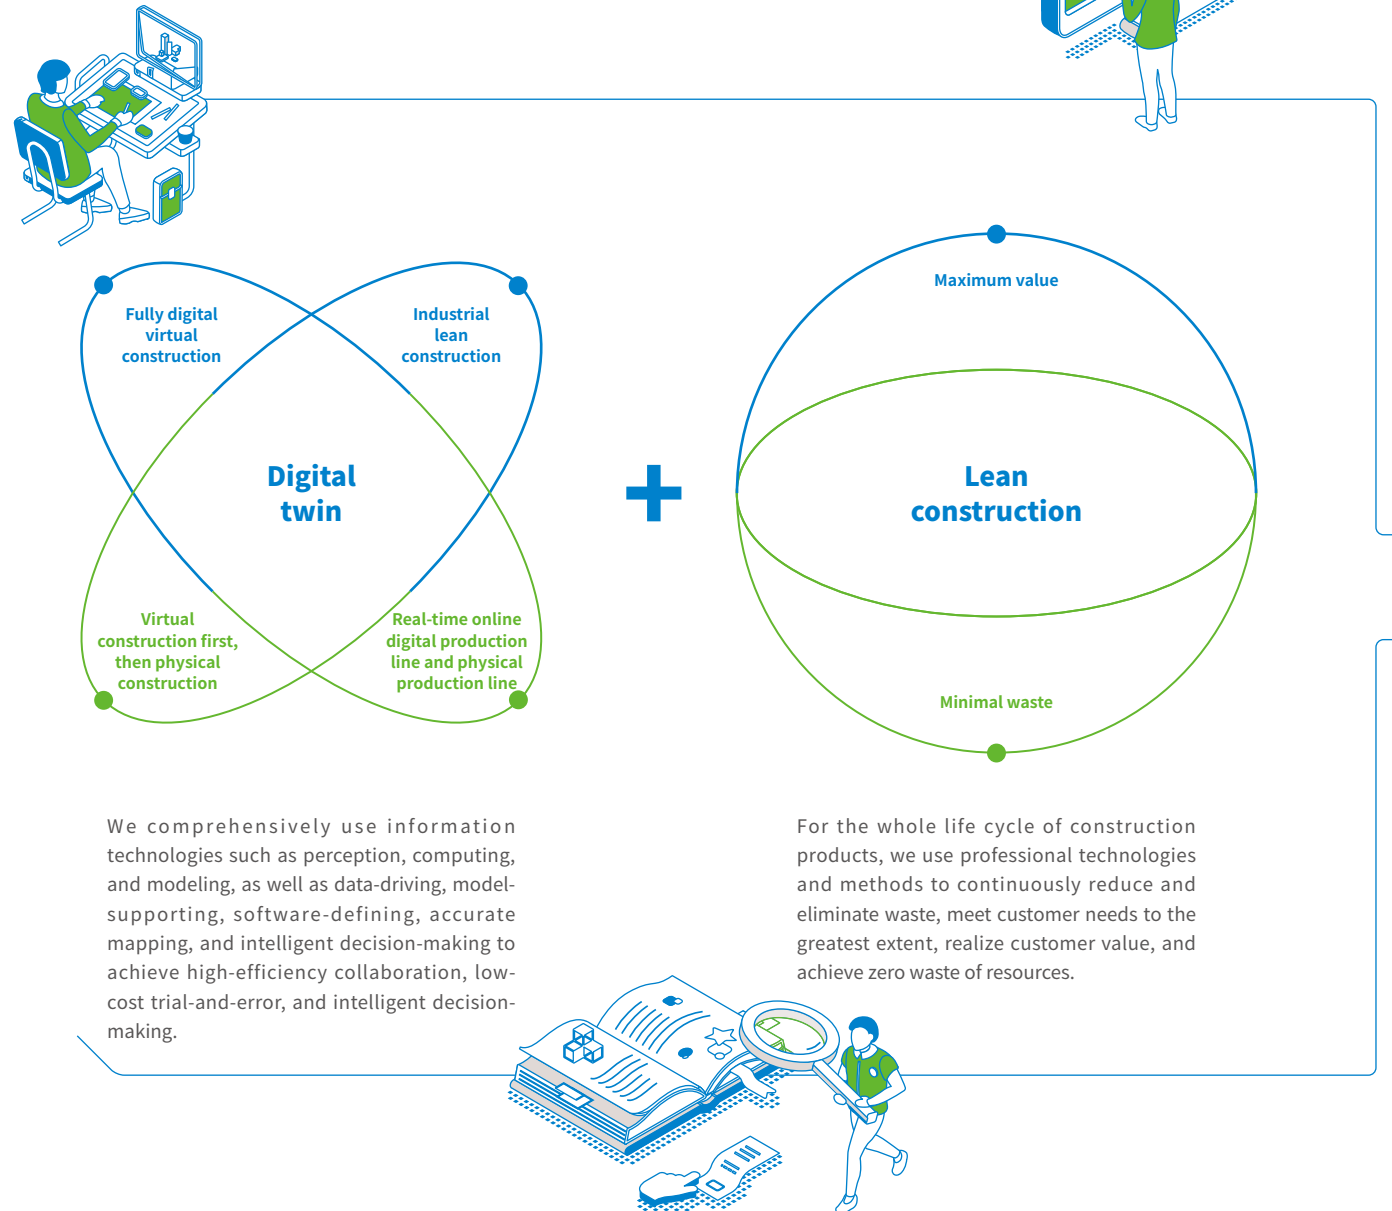 Fully digital
virtual
construction
Industrial
lean
construction
Digital
twin
Virtual
construction first,
then physical
construction
Real-time online
digital production
line and physical
production line
+
Maximum value
Lean
construction
Minimal waste
We comprehensively use information
technologies such as perception, computing,
and modeling, as well as data-driving, model-
supporting, software-defining, accurate
mapping, and intelligent decision-making to
achieve high-efficiency collaboration, low-
cost trial-and-error, and intelligent decision-
making.
For the whole life cycle of construction
products, we use professional technologies
and methods to continuously reduce and
eliminate waste, meet customer needs to the
greatest extent, realize customer value, and
achieve zero waste of resources.